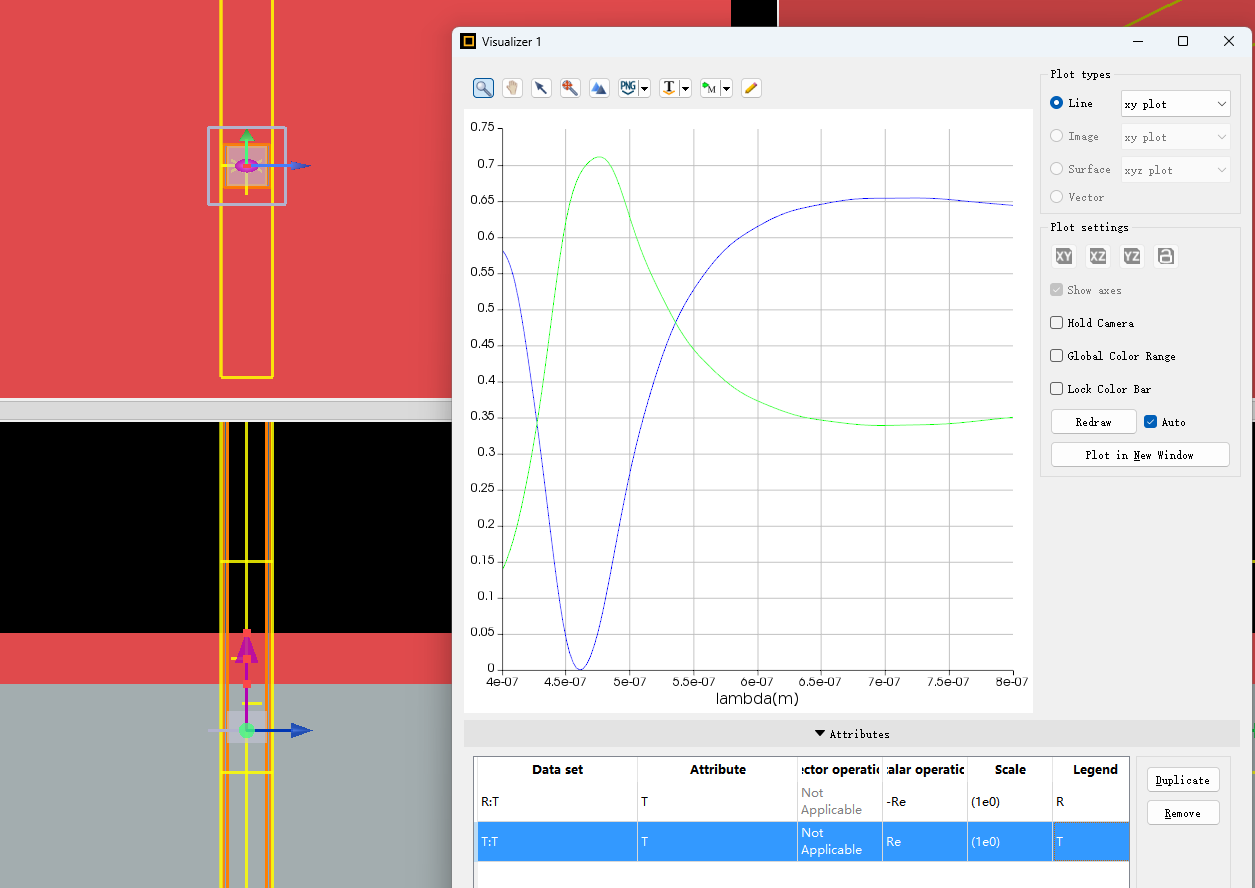 Visualizer 1
PNG
T
M
0.75
0.7
0.65
0.6
0.55
0.5
0.45
0.4
0.35
0.3
0.25
0.2
0.15
0.1
0.05
0
4e-07 4.5e-07 5e-07 5.5e-07 6e-07 6.5e-07 7e-07 7.5e-07 8e-07
lambda(m)
Plot types
Line xy plot
Image xy plot
Surface xyz plot
Vector
Plot settings
XY XZ YZ
Show axes
Hold Camera
Global Color Range
Lock Color Bar
Redraw Auto
Plot in New Window
Attributes
Data set Attribute ector operatic alar operatic Scale Legend
R:T T Not Applicable -Re (1e0) R
T:T T Not Applicable Re (1e0) T
Duplicate
Remove